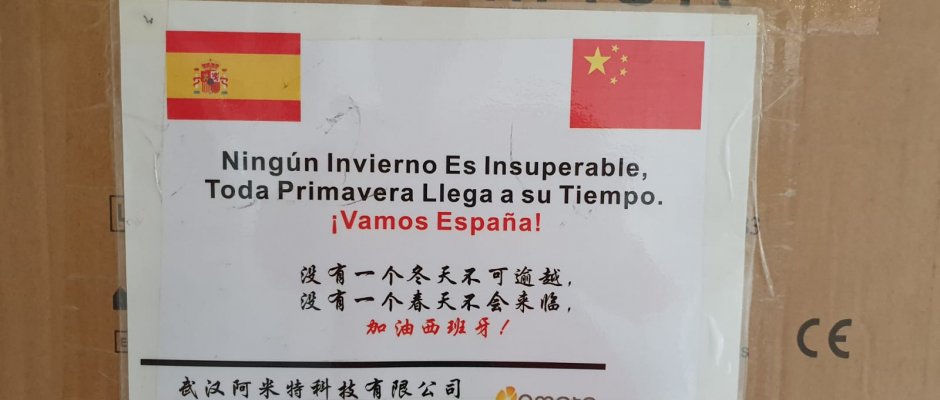 Ningún Invierno Es Insuperable,
Toda Primavera Llega a su Tiempo.
¡Vamos España!
没有一个冬天不可逾越，
没有一个春天不会来临，
加油西班牙！
CE
武汉阿米特科技有限公司